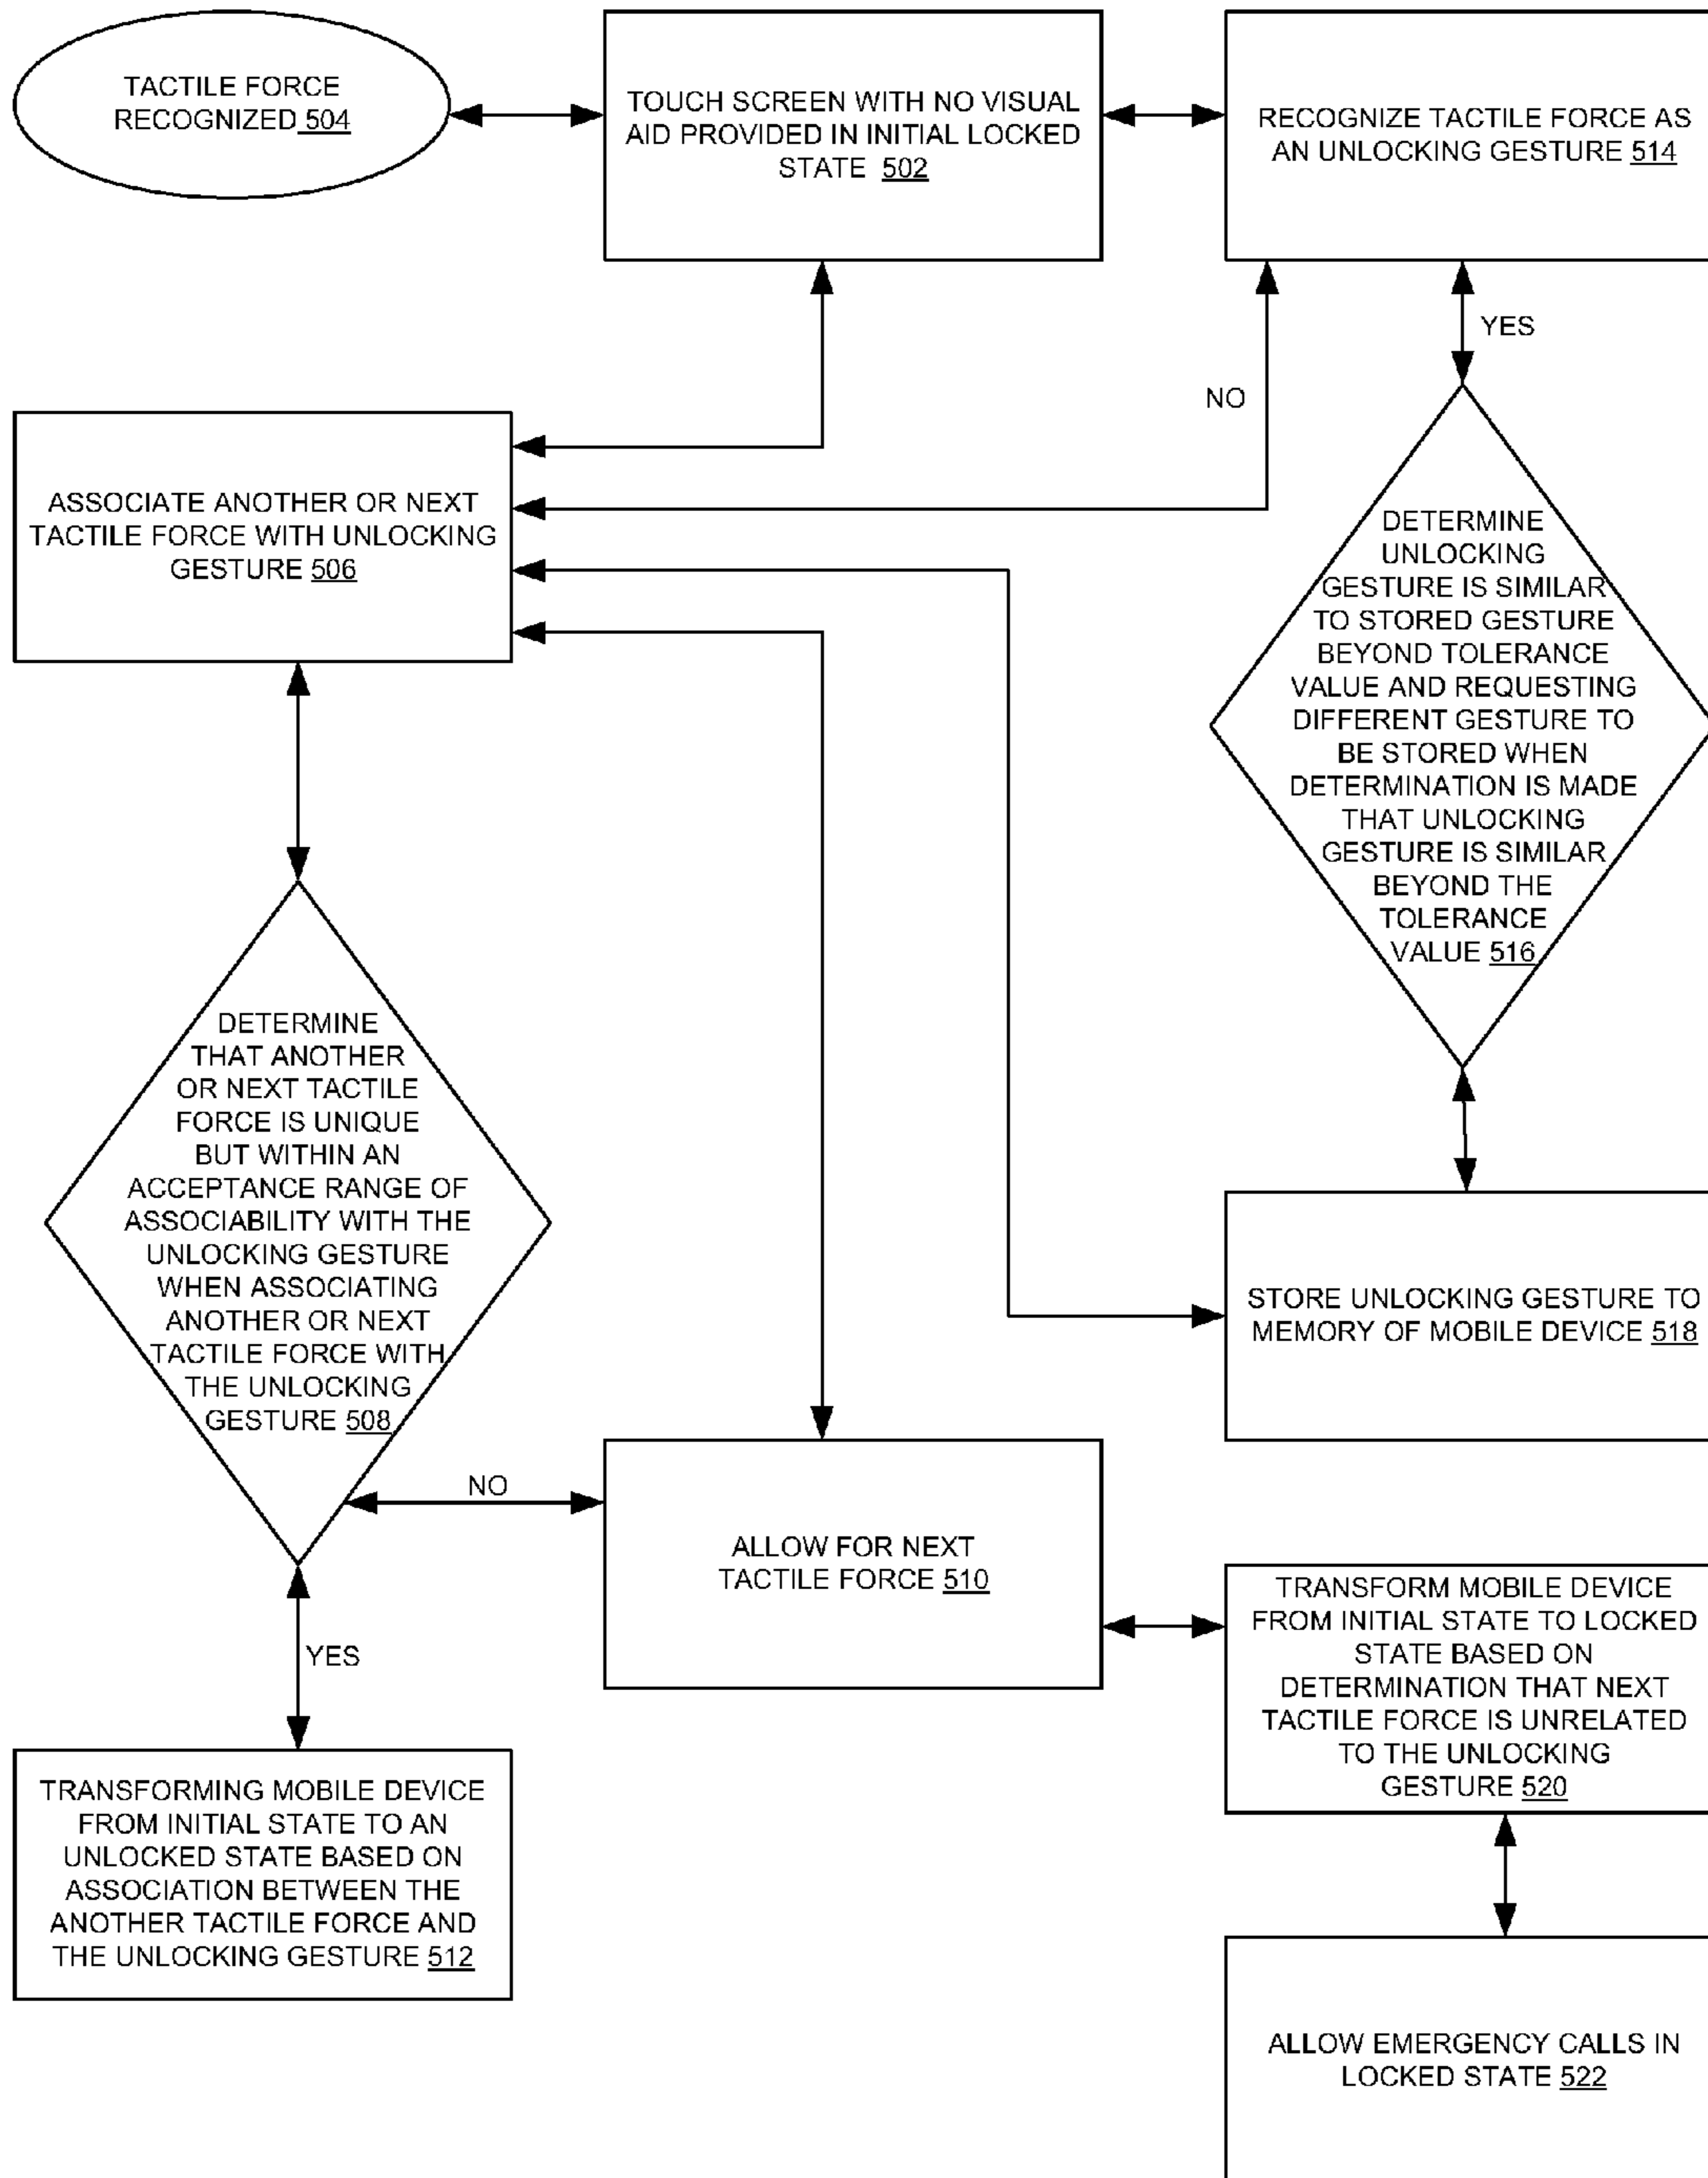 TACTILE FORCE
RECOGNIZED 504
TOUCH SCREEN WITH NO VISUAL
AID PROVIDED IN INITIAL LOCKED
STATE 502
RECOGNIZE TACTILE FORCE AS
AN UNLOCKING GESTURE 514
YES
NO
ASSOCIATE ANOTHER OR NEXT
TACTILE FORCE WITH UNLOCKING
GESTURE 506
DETERMINE
UNLOCKING
GESTURE IS SIMILAR
TO STORED GESTURE
BEYOND TOLERANCE
VALUE AND REQUESTING
DIFFERENT GESTURE TO
BE STORED WHEN
DETERMINATION IS MADE
THAT UNLOCKING
GESTURE IS SIMILAR
BEYOND THE
TOLERANCE
VALUE 516
DETERMINE
THAT ANOTHER
OR NEXT TACTILE
FORCE IS UNIQUE
BUT WITHIN AN
ACCEPTANCE RANGE OF
ASSOCIABILITY WITH THE
UNLOCKING GESTURE
WHEN ASSOCIATING
ANOTHER OR NEXT
TACTILE FORCE WITH
THE UNLOCKING
GESTURE 508
STORE UNLOCKING GESTURE TO
MEMORY OF MOBILE DEVICE 518
NO
ALLOW FOR NEXT
TACTILE FORCE 510
YES
TRANSFORM MOBILE DEVICE
FROM INITIAL STATE TO LOCKED
STATE BASED ON
DETERMINATION THAT NEXT
TACTILE FORCE IS UNRELATED
TO THE UNLOCKING
GESTURE 520
TRANSFORMING MOBILE DEVICE
FROM INITIAL STATE TO AN
UNLOCKED STATE BASED ON
ASSOCIATION BETWEEN THE
ANOTHER TACTILE FORCE AND
THE UNLOCKING GESTURE 512
ALLOW EMERGENCY CALLS IN
LOCKED STATE 522